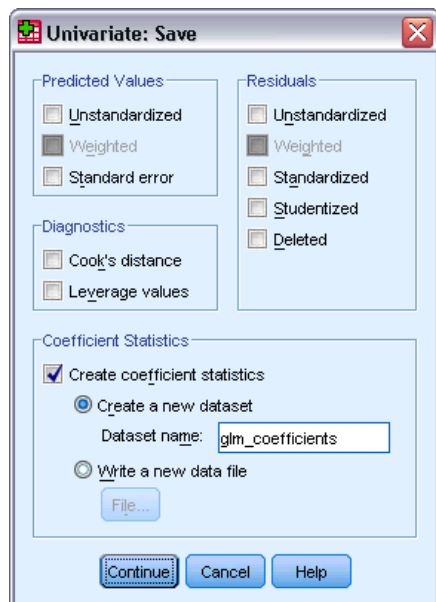 Univariate: Save
Predicted Values
Unstandardized
Weighted
Standard error
Diagnostics
Cook's distance
Leverage values
Residuals
Unstandardized
Weighted
Standardized
Studentized
Deleted
Coefficient Statistics
Create coefficient statistics
Create a new dataset
Dataset name: glm_coefficients
Write a new data file
File...
Continue Cancel Help